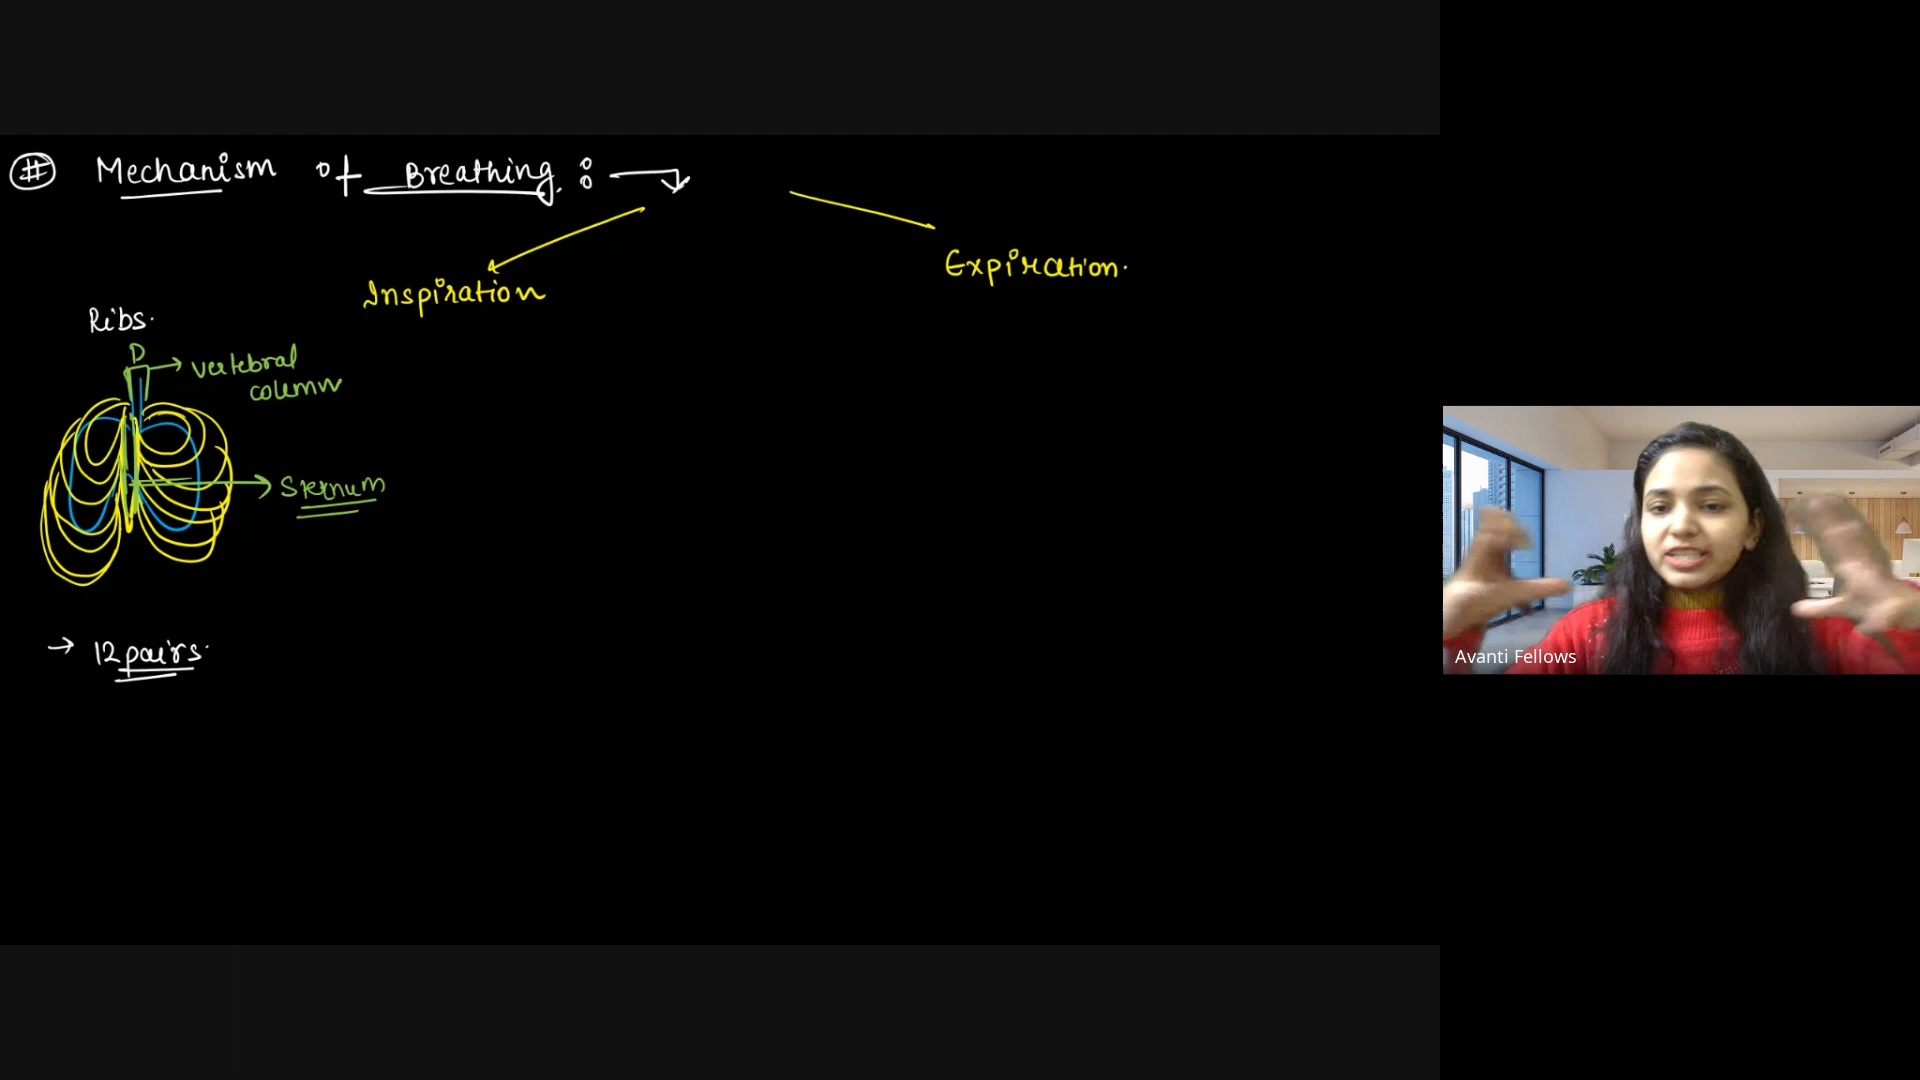 # Mechanism of Breathing :
Inspiration
Expiration.
Ribs.
D
vertebral
column
Sternum
12 pairs.
Avanti Fellows